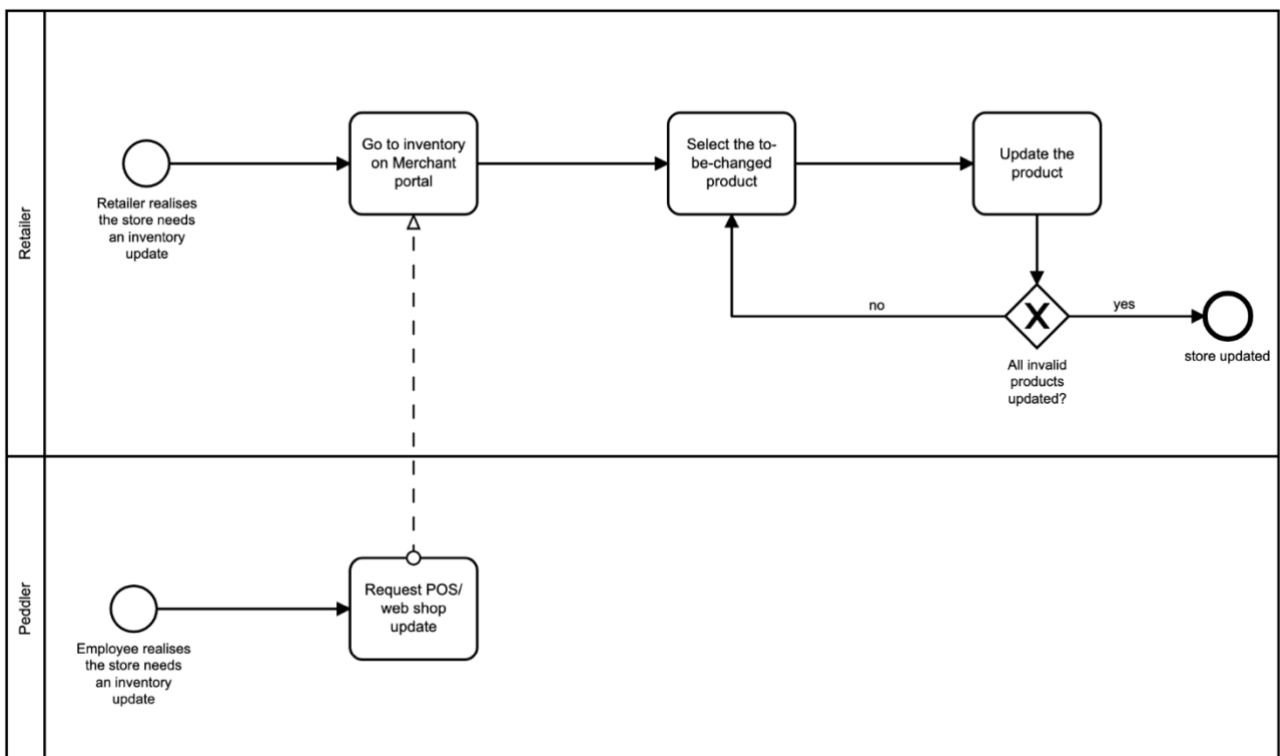 Retailer
Go to inventory
on Merchant
portal
Select the to-
be-changed
product
Update the
product
Retailer realises
the store needs
an inventory
update
no
yes
X
All invalid
products
updated?
store updated
Peddler
Request POS/
web shop
update
Employee realises
the store needs
an inventory
update